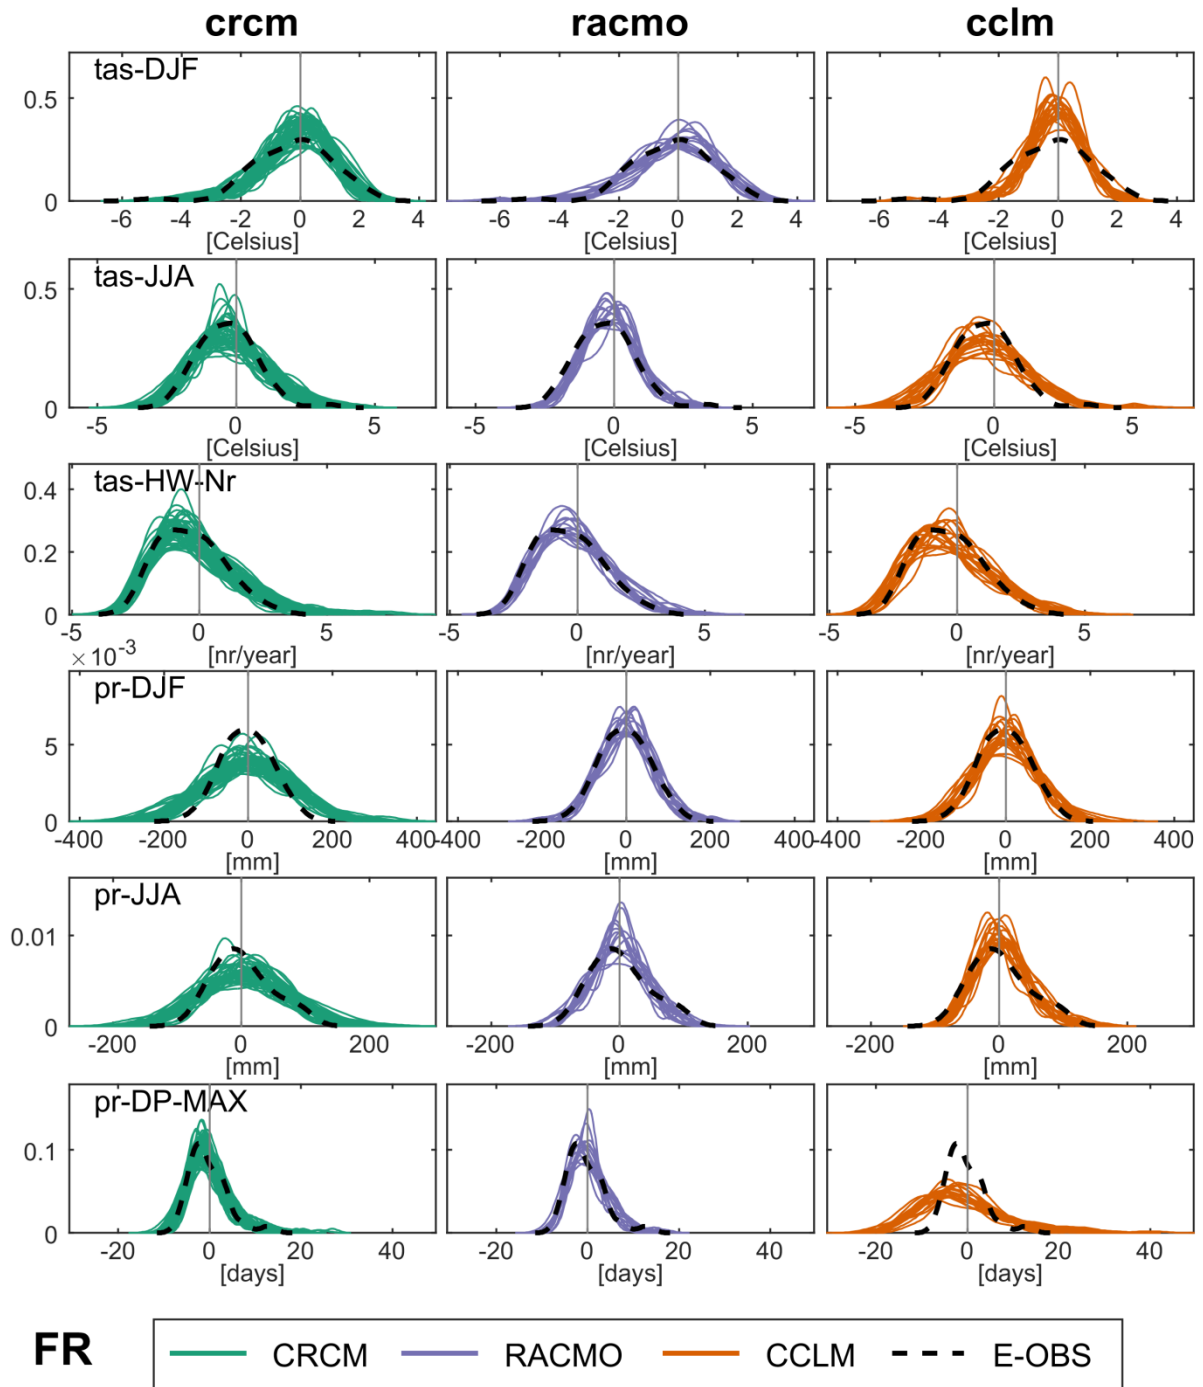 crcm racmo cclm
tas-DJF
0.5
0
-6 -4 -2 0 2 4 -6 -4 -2 0 2 4 -6 -4 -2 0 2 4
[Celsius] [Celsius] [Celsius]
tas-JJA
0.5
0
-5 0 5 -5 0 5 -5 0 5
[Celsius] [Celsius] [Celsius]
tas-HW-Nr
0.4
0.2
0
-5 0 5 -5 0 5 -5 0 5
[nr/year] [nr/year] [nr/year]
× 10⁻³
pr-DJF
5
0
-400 -200 0 200 400 -400 -200 0 200 400 -400 -200 0 200 400
[mm] [mm] [mm]
pr-JJA
0.01
0
-200 0 200 -200 0 200 -200 0 200
[mm] [mm] [mm]
pr-DP-MAX
0.1
0
-20 0 20 40 -20 0 20 40 -20 0 20 40
[days] [days] [days]
FR CRCM RACMO CCLM E-OBS